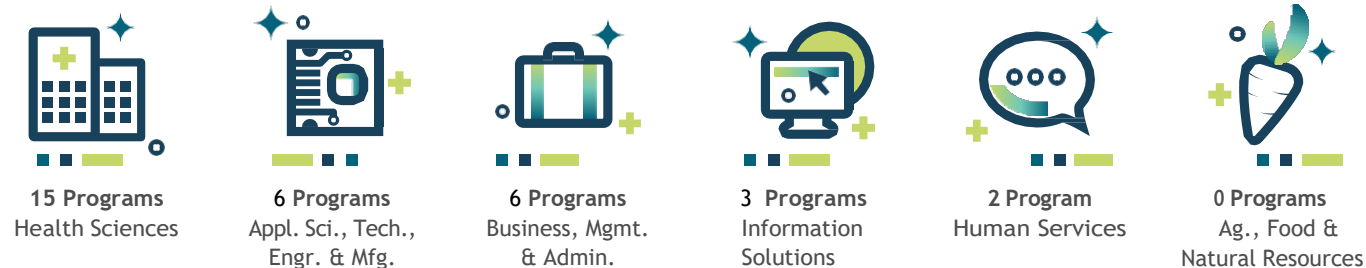 15 Programs
Health Sciences
6 Programs
Appl. Sci., Tech.,
Engr. & Mfg.
6 Programs
Business, Mgmt.
& Admin.
3 Programs
Information
Solutions
2 Program
Human Services
0 Programs
Ag., Food &
Natural Resources